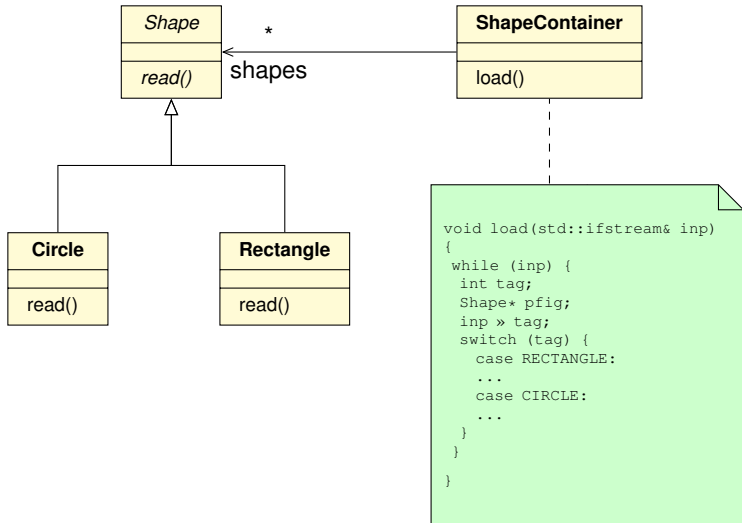 Shape
read()
*
shapes
ShapeContainer
load()
Circle
read()
Rectangle
read()
void load(std::ifstream& inp)
{
while (inp) {
int tag;
Shape* pfig;
inp » tag;
switch (tag) {
case RECTANGLE:
...
case CIRCLE:
...
}
}
}